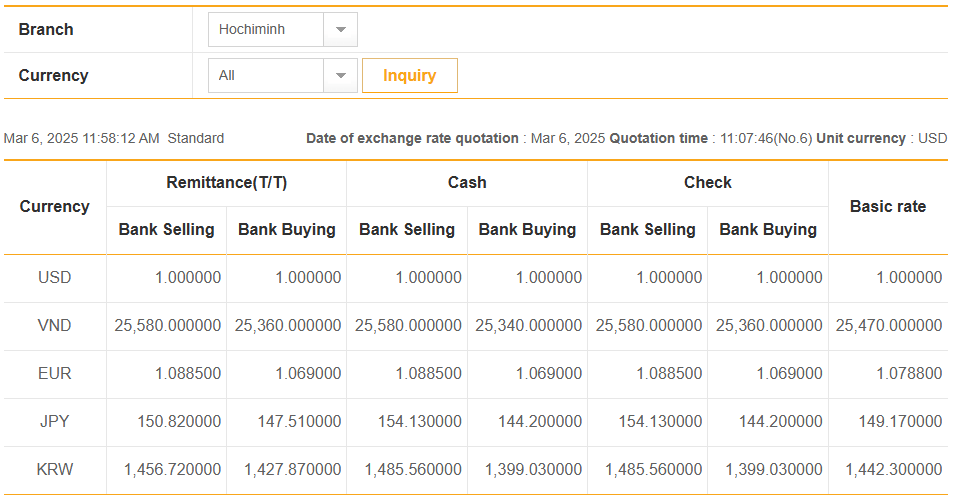 Branch Hochiminh
Currency All Inquiry
Mar 6, 2025 11:58:12 AM Standard Date of exchange rate quotation : Mar 6, 2025 Quotation time : 11:07:46(No.6) Unit currency : USD
Currency Remittance(T/T) Cash Check Basic rate
Bank Selling Bank Buying Bank Selling Bank Buying Bank Selling Bank Buying
USD 1.000000 1.000000 1.000000 1.000000 1.000000 1.000000 1.000000
VND 25,580.000000 25,360.000000 25,580.000000 25,340.000000 25,580.000000 25,360.000000 25,470.000000
EUR 1.088500 1.069000 1.088500 1.069000 1.088500 1.069000 1.078800
JPY 150.820000 147.510000 154.130000 144.200000 154.130000 144.200000 149.170000
KRW 1,456.720000 1,427.870000 1,485.560000 1,399.030000 1,485.560000 1,399.030000 1,442.300000